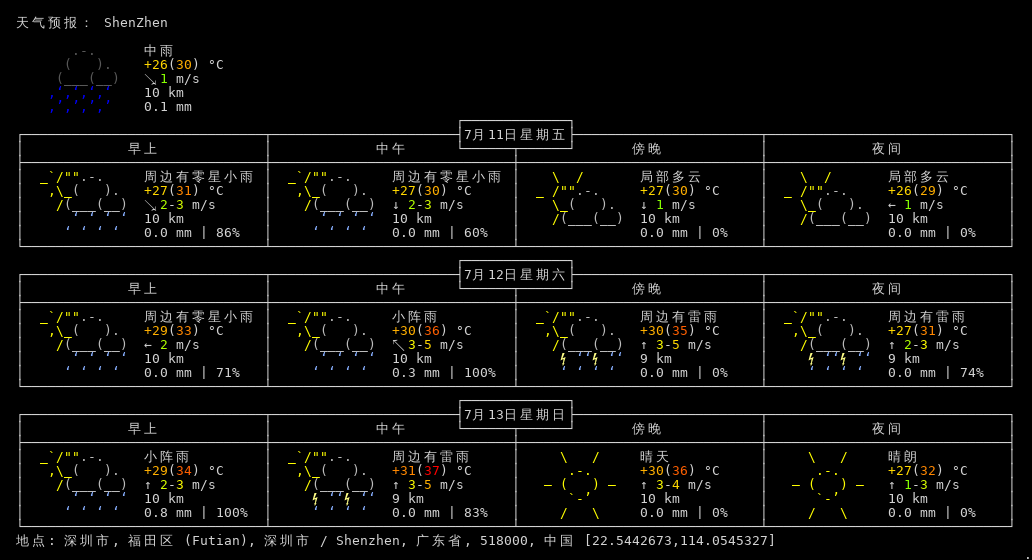 天气预报： ShenZhen
中雨
+26(30) °C
↘ 1 m/s
10 km
0.1 mm
7月11日星期五
早上 中午 傍晚 夜间
周边有零星小雨 周边有零星小雨 局部多云 局部多云
+27(31) °C +27(30) °C +27(30) °C +26(29) °C
↘ 2-3 m/s ↓ 2-3 m/s ↓ 1 m/s ← 1 m/s
10 km 10 km 10 km 10 km
0.0 mm | 86% 0.0 mm | 60% 0.0 mm | 0% 0.0 mm | 0%
7月12日星期六
早上 中午 傍晚 夜间
周边有零星小雨 小阵雨 周边有雷雨 周边有雷雨
+29(33) °C +30(36) °C +30(35) °C +27(31) °C
← 2 m/s ↖ 3-5 m/s ↑ 3-5 m/s ↑ 2-3 m/s
10 km 10 km 9 km 9 km
0.0 mm | 71% 0.3 mm | 100% 0.0 mm | 0% 0.0 mm | 74%
7月13日星期日
早上 中午 傍晚 夜间
小阵雨 周边有雷雨 晴天 晴朗
+29(34) °C +31(37) °C +30(36) °C +27(32) °C
↑ 2-3 m/s ↑ 3-5 m/s ↑ 3-4 m/s ↑ 1-3 m/s
10 km 9 km 10 km 10 km
0.8 mm | 100% 0.0 mm | 83% 0.0 mm | 0% 0.0 mm | 0%
地点: 深圳市, 福田区 (Futian), 深圳市 / Shenzhen, 广东省, 518000, 中国 [22.5442673,114.0545327]